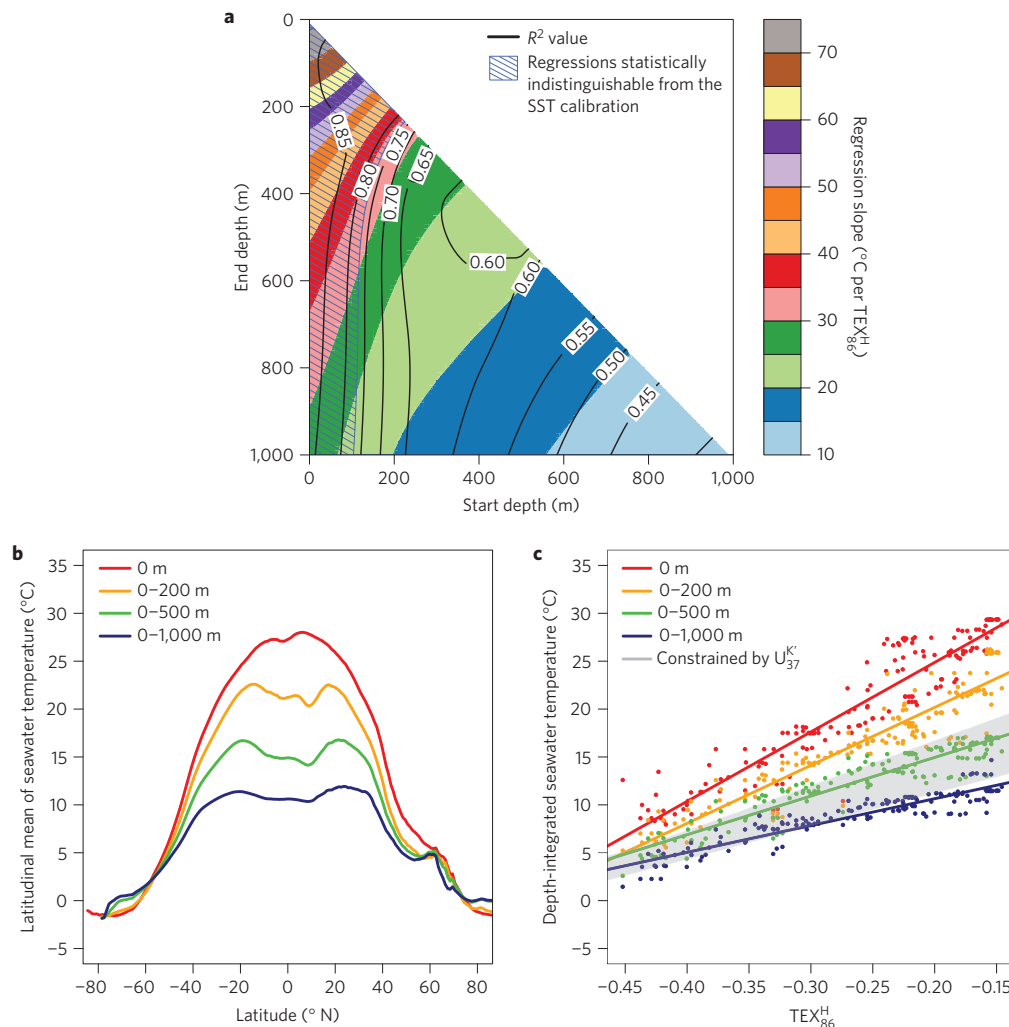 a
R² value
Regressions statistically
indistinguishable from the
SST calibration
0
200
400
600
800
1,000
End depth (m)
0.85
0.80
0.75
0.70
0.65
0.60
0.60
0.55
0.50
0.45
0
200
400
600
800
1,000
Start depth (m)
70
60
50
40
30
20
10
Regression slope (°C per TEX₈₆ᴴ)
b
0 m
0–200 m
0–500 m
0–1,000 m
35
30
25
20
15
10
5
0
−5
Latitudinal mean of seawater temperature (°C)
−80
−60
−40
−20
0
20
40
60
80
Latitude (° N)
c
0 m
0–200 m
0–500 m
0–1,000 m
Constrained by U₃₇ᴷ′
35
30
25
20
15
10
5
0
−5
Depth-integrated seawater temperature (°C)
−0.45
−0.40
−0.35
−0.30
−0.25
−0.20
−0.15
TEX₈₆ᴴ